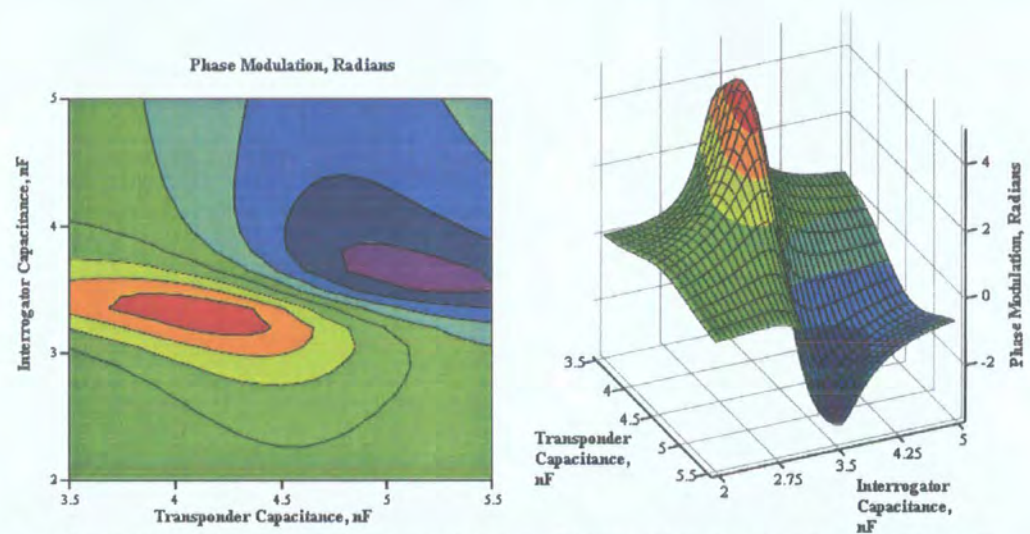 Phase Modulation, Radians
5
4
3
2
3.5
4
4.5
5
5.5
Interrogator Capacitance, nF
Transponder Capacitance, nF
4
2
0
-2
Phase Modulation, Radians
3.5
4
4.5
5
5.5
Transponder
Capacitance,
nF
2
2.75
3.5
4.25
5
Interrogator
Capacitance,
nF